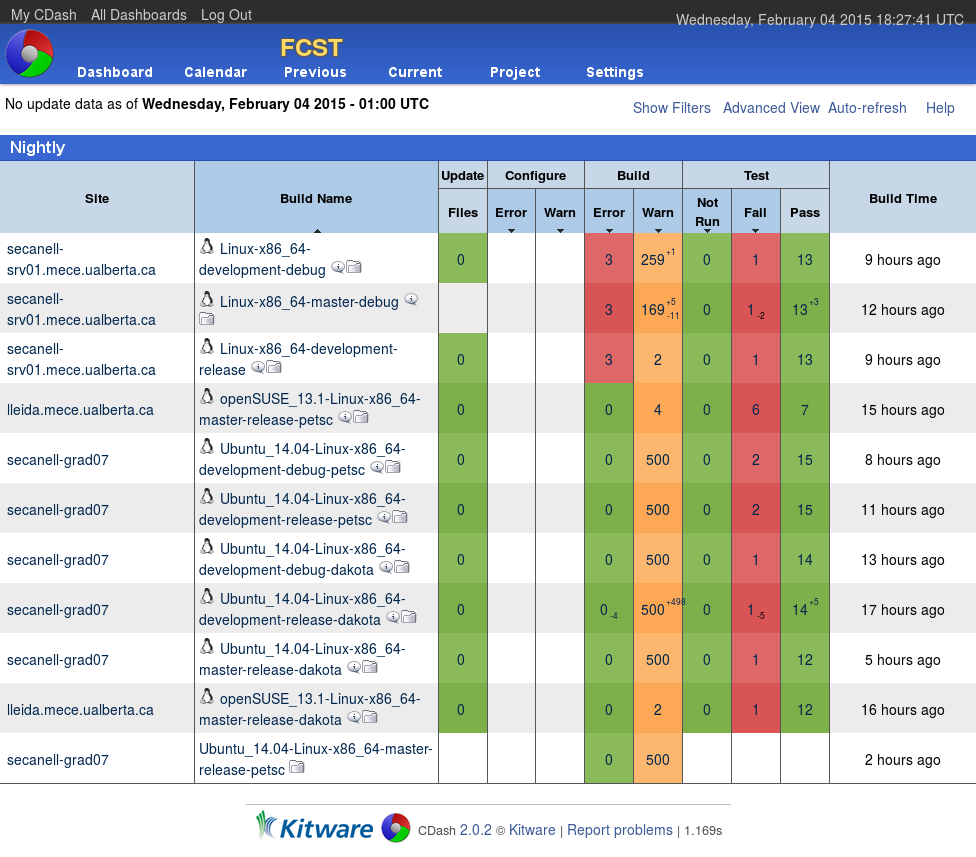 My CDash All Dashboards Log Out
Wednesday, February 04 2015 18:27:41 UTC
FCST
Dashboard Calendar Previous Current Project Settings
No update data as of Wednesday, February 04 2015 - 01:00 UTC
Show Filters Advanced View Auto-refresh Help
Nightly
Site Build Name Update Configure Build Test Build Time
Files Error Warn Error Warn Not Run Fail Pass
secanell-srv01.mece.ualberta.ca Linux-x86_64-development-debug 0 3 259 +1 0 1 13 9 hours ago
secanell-srv01.mece.ualberta.ca Linux-x86_64-master-debug 3 169 +5 -11 0 1 -2 13 +3 12 hours ago
secanell-srv01.mece.ualberta.ca Linux-x86_64-development-release 0 3 2 0 1 13 9 hours ago
lleida.mece.ualberta.ca openSUSE_13.1-Linux-x86_64-master-release-petsc 0 0 4 0 6 7 15 hours ago
secanell-grad07 Ubuntu_14.04-Linux-x86_64-development-debug-petsc 0 0 500 0 2 15 8 hours ago
secanell-grad07 Ubuntu_14.04-Linux-x86_64-development-release-petsc 0 0 500 0 2 15 11 hours ago
secanell-grad07 Ubuntu_14.04-Linux-x86_64-development-debug-dakota 0 0 500 0 1 14 13 hours ago
secanell-grad07 Ubuntu_14.04-Linux-x86_64-development-release-dakota 0 0 -4 500 +498 0 1 -5 14 +5 17 hours ago
secanell-grad07 Ubuntu_14.04-Linux-x86_64-master-release-dakota 0 0 500 0 1 12 5 hours ago
lleida.mece.ualberta.ca openSUSE_13.1-Linux-x86_64-master-release-dakota 0 0 2 0 1 12 16 hours ago
secanell-grad07 Ubuntu_14.04-Linux-x86_64-master-release-petsc 0 500 2 hours ago
Kitware CDash 2.0.2 © Kitware | Report problems | 1.169s